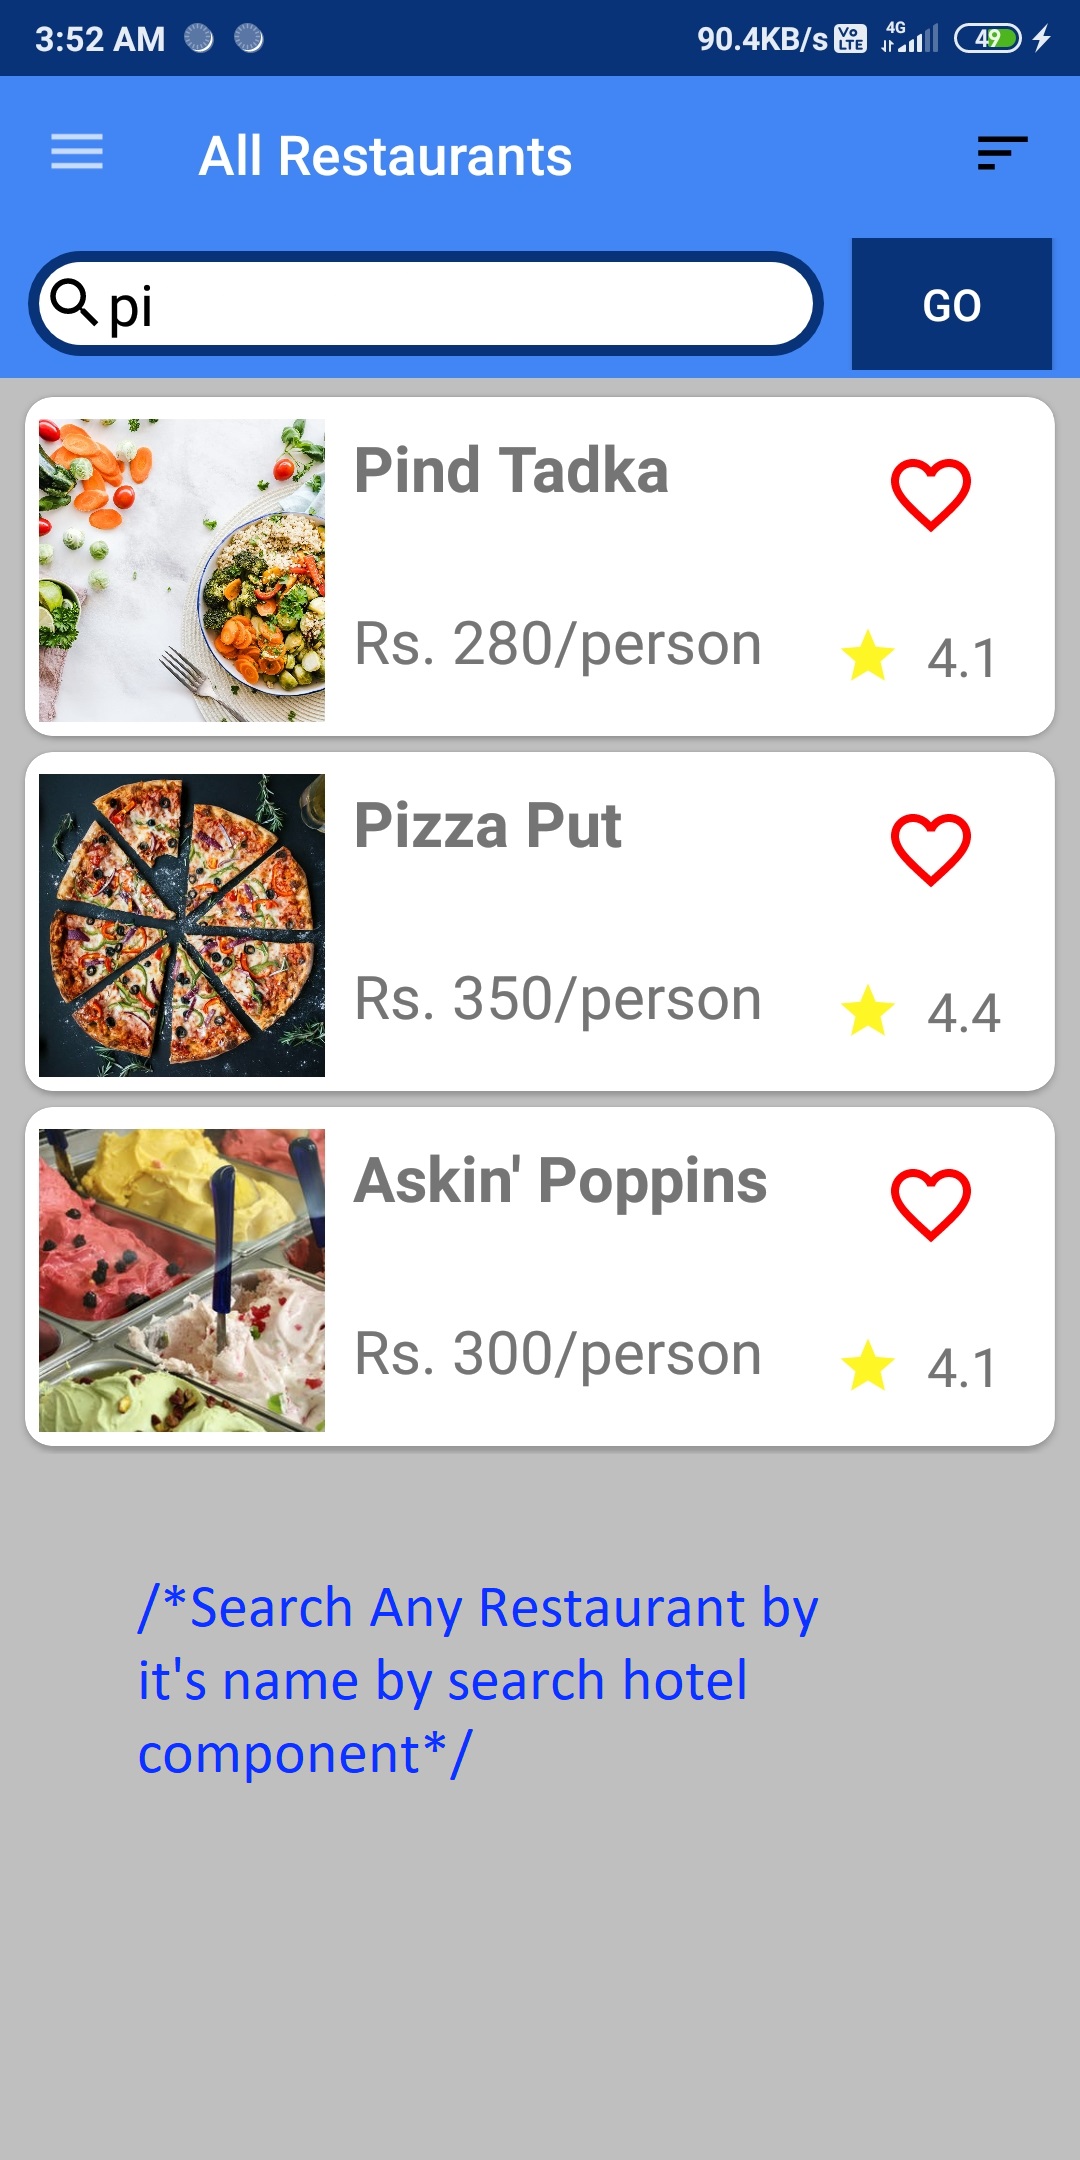 3:52 AM 90.4KB/s Vo LTE 4G 49
All Restaurants
pi GO
Pind Tadka
Rs. 280/person 4.1
Pizza Put
Rs. 350/person 4.4
Askin' Poppins
Rs. 300/person 4.1
/*Search Any Restaurant by
it's name by search hotel
component*/